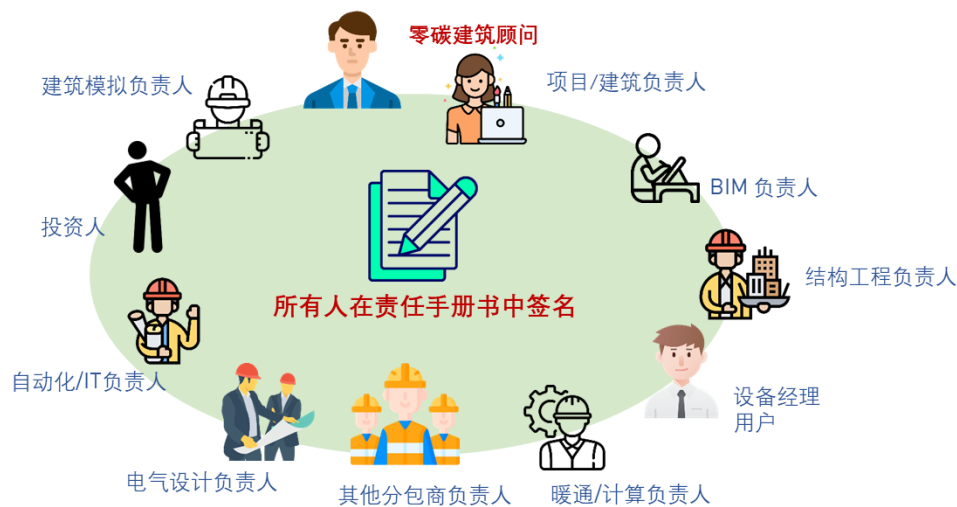 零碳建筑顾问
建筑模拟负责人
项目/建筑负责人
BIM 负责人
投资人
结构工程负责人
所有人在责任手册书中签名
自动化/IT负责人
设备经理
用户
电气设计负责人
其他分包商负责人
暖通/计算负责人